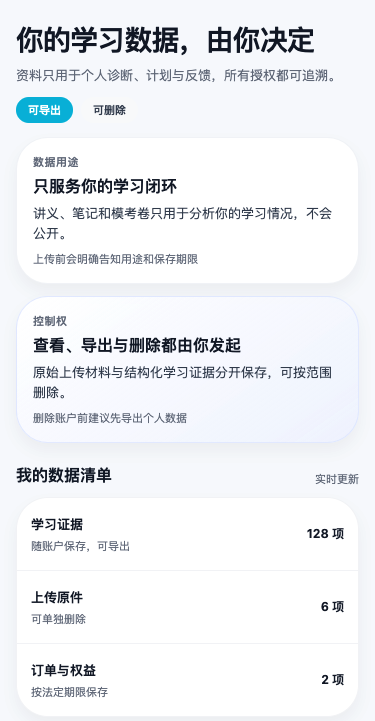 你的学习数据，由你决定
资料只用于个人诊断、计划与反馈，所有授权都可追溯。
可导出 可删除
数据用途
只服务你的学习闭环
讲义、笔记和模考卷只用于分析你的学习情况，不会
公开。
上传前会明确告知用途和保存期限
控制权
查看、导出与删除都由你发起
原始上传材料与结构化学习证据分开保存，可按范围
删除。
删除账户前建议先导出个人数据
我的数据清单 实时更新
学习证据
随账户保存，可导出
128 项
上传原件
可单独删除
6 项
订单与权益
按法定期限保存
2 项